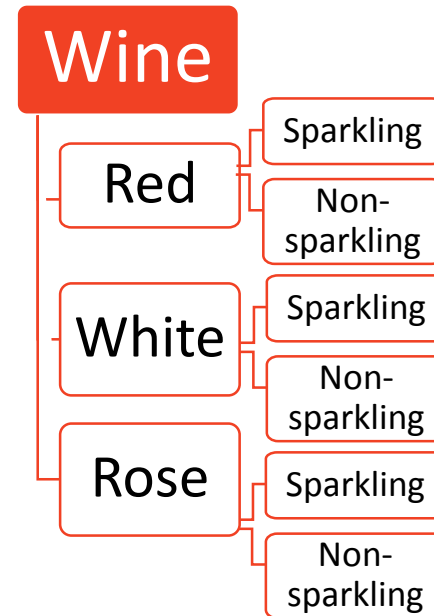 Wine
Red
Sparkling
Non-
sparkling
White
Sparkling
Non-
sparkling
Rose
Sparkling
Non-
sparkling